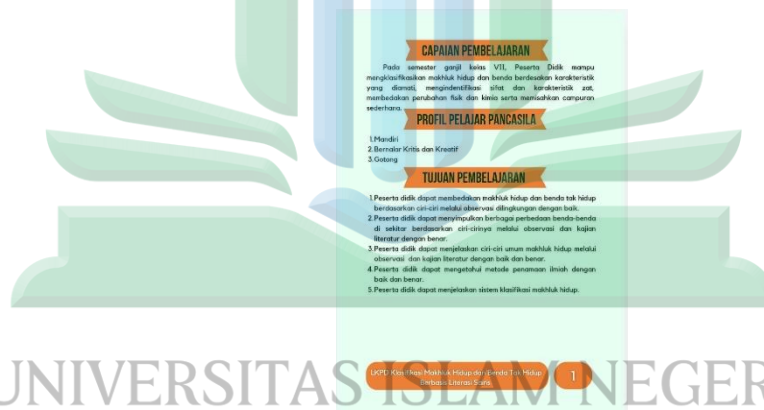 CAPAIAN PEMBELAJARAN
Pada semester ganjil kelas VII, Peserta Didik mampu
mengklasifikasikan makhluk hidup dan benda berdasakan karakteristik
yang diamati, mengindentifikasi sifat dan karakteristik zat,
membedakan perubahan fisik dan kimia serta memisahkan campuran
sederhana.
PROFIL PELAJAR PANCASILA
1.Mandiri
2.Bernalar Kritis dan Kreatif
3.Gotong
TUJUAN PEMBELAJARAN
1.Peserta didik dapat membedakan makhluk hidup dan benda tak hidup
berdasarkan ciri-ciri melalui observasi dilingkungan dengan baik.
2.Peserta didik dapat menyimpulkan berbagai perbedaan benda-benda
di sekitar berdasarkan ciri-cirinya melalui observasi dan kajian
literatur dengan benar.
3.Peserta didik dapat menjelaskan ciri-ciri umum makhluk hidup melalui
observasi dan kajian literatur dengan baik dan benar.
4.Peserta didik dapat mengetahui metode penamaan ilmiah dengan
baik dan benar.
5.Peserta didik dapat menjelaskan sistem klasifikasi makhluk hidup.
LKPD Klasifikasi Makhluk Hidup dan Benda Tak Hidup
Berbasis Literasi Sains
1
UNIVERSITAS ISLAM NEGER